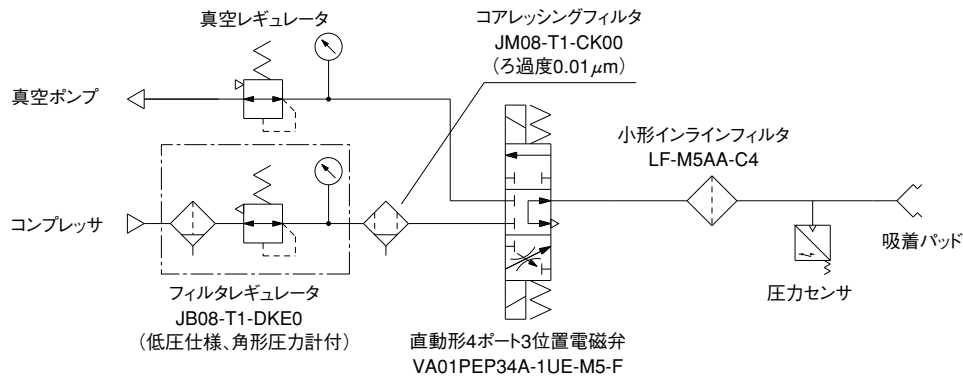 真空レギュレータ
コアレッシングフィルタ
JM08-T1-CK00
（ろ過度0.01μm）
真空ポンプ
小形インラインフィルタ
LF-M5AA-C4
コンプレッサ
吸着パッド
圧力センサ
フィルタレギュレータ
JB08-T1-DKE0
（低圧仕様、角形圧力計付）
直動形4ポート3位置電磁弁
VA01PEP34A-1UE-M5-F